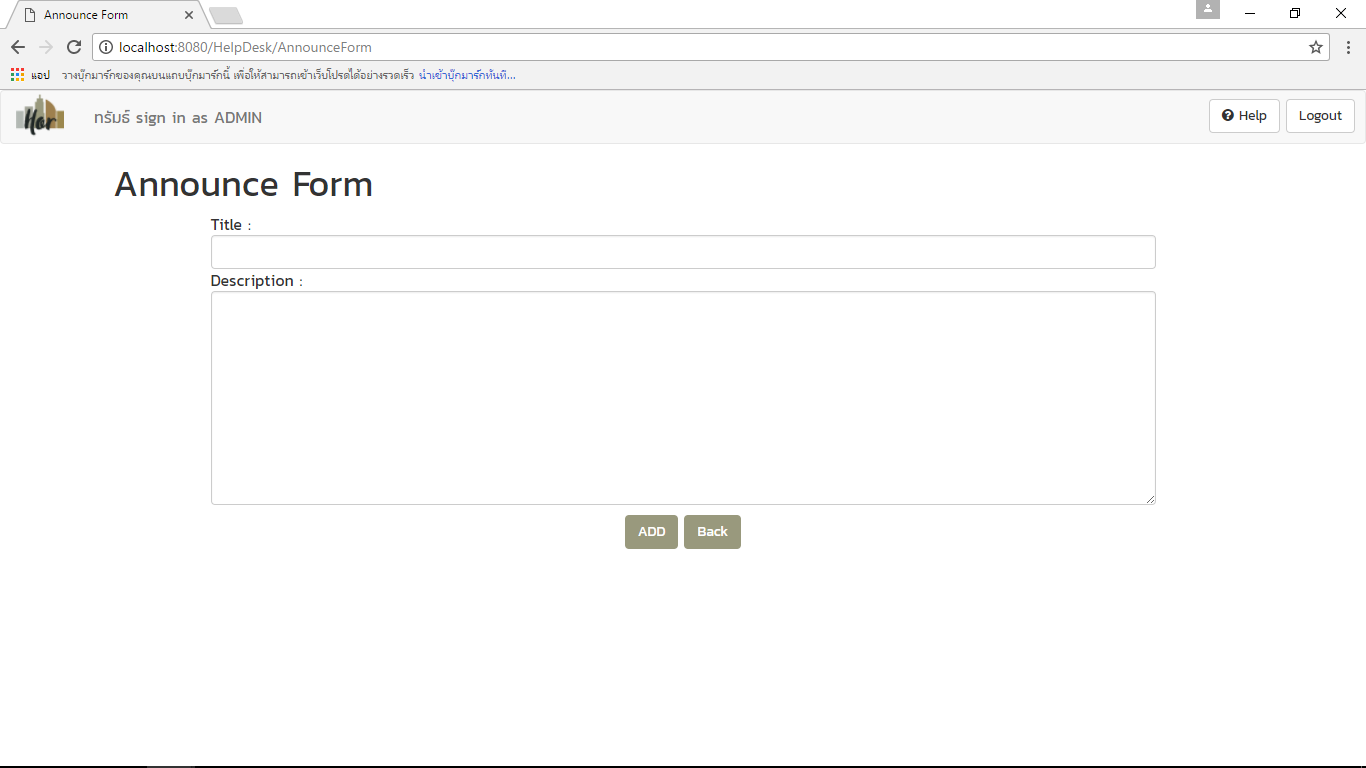 Announce Form
localhost:8080/HelpDesk/AnnounceForm
แอป วางบุ๊กมาร์กของคุณบนแถบบุ๊กมาร์กนี้ เพื่อให้สามารถเข้าเว็บโปรดได้อย่างรวดเร็ว นำเข้าบุ๊กมาร์กทันที...
Hor ทรัมธ์ sign in as ADMIN Help Logout
Announce Form
Title :
Description :
ADD Back